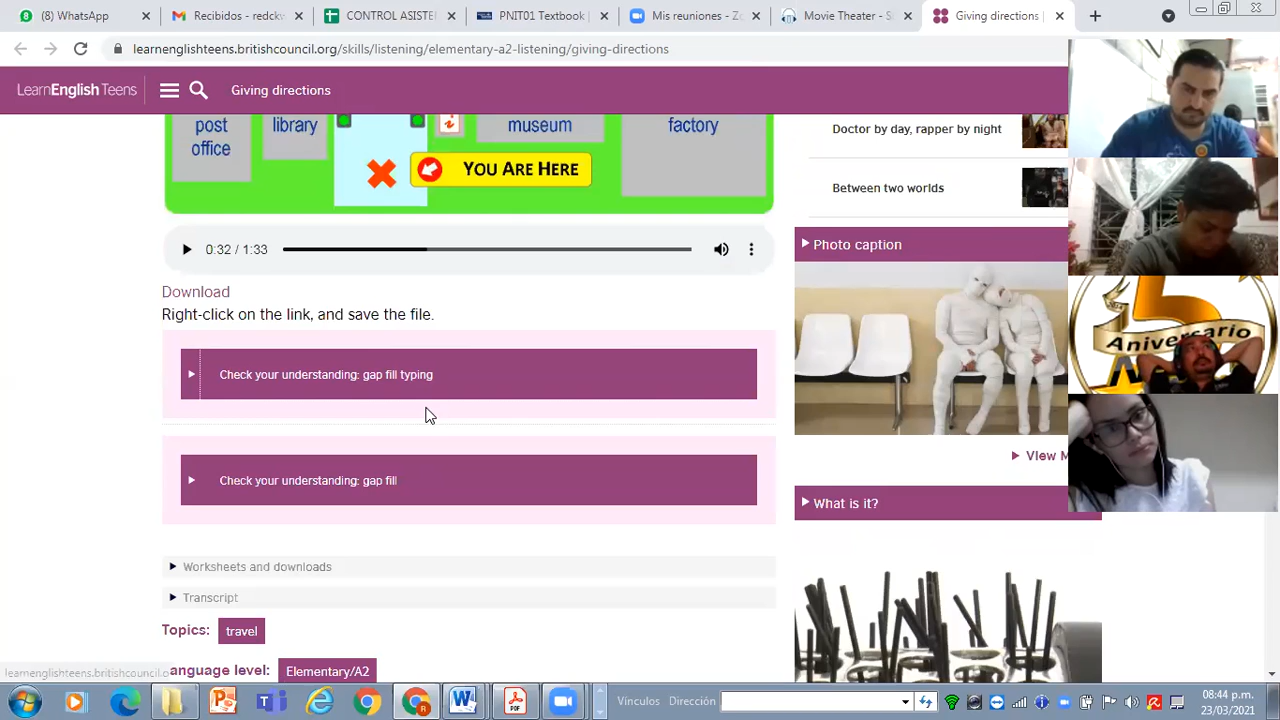 (8) WhatsApp
Recibidos - redckv
CONTROL ASISTE
PNIT01 Textbook
Mis reuniones - Zo
Movie Theater - S
Giving directions |
learnenglishteens.britishcouncil.org/skills/listening/elementary-a2-listening/giving-directions
LearnEnglish Teens
Giving directions
post office
library
museum
factory
YOU ARE HERE
Doctor by day, rapper by night
Between two worlds
0:32 / 1:33
Photo caption
Download
Right-click on the link, and save the file.
Aniversario
Check your understanding: gap fill typing
View M
Check your understanding: gap fill
What is it?
Worksheets and downloads
Transcript
Topics: travel
learnenglishteens.britishcouncil.o
anguage level: Elementary/A2
Vínculos Dirección
08:44 p.m.
23/03/2021